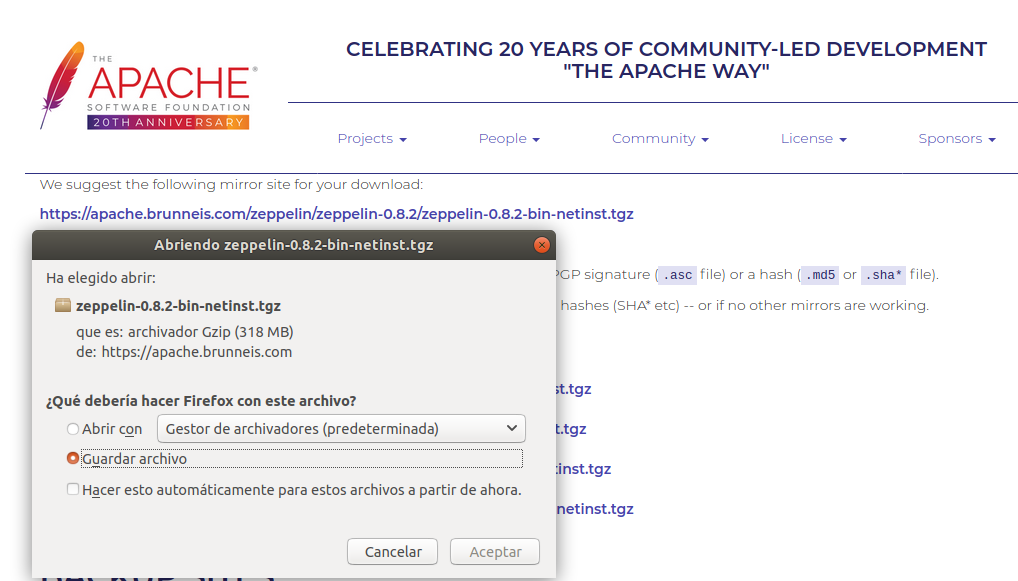 THE
APACHE®
SOFTWARE FOUNDATION
20TH ANNIVERSARY
CELEBRATING 20 YEARS OF COMMUNITY-LED DEVELOPMENT
"THE APACHE WAY"
Projects People Community License Sponsors
We suggest the following mirror site for your download:
https://apache.brunneis.com/zeppelin/zeppelin-0.8.2/zeppelin-0.8.2-bin-netinst.tgz
Abriendo zeppelin-0.8.2-bin-netinst.tgz
Ha elegido abrir:
zeppelin-0.8.2-bin-netinst.tgz
que es: archivador Gzip (318 MB)
de: https://apache.brunneis.com
¿Qué debería hacer Firefox con este archivo?
Abrir con Gestor de archivadores (predeterminada)
Guardar archivo
Hacer esto automáticamente para estos archivos a partir de ahora.
Cancelar Aceptar
PGP signature (.asc file) or a hash (.md5 or .sha* file).
hashes (SHA* etc) -- or if no other mirrors are working.
st.tgz
t.tgz
inst.tgz
netinst.tgz